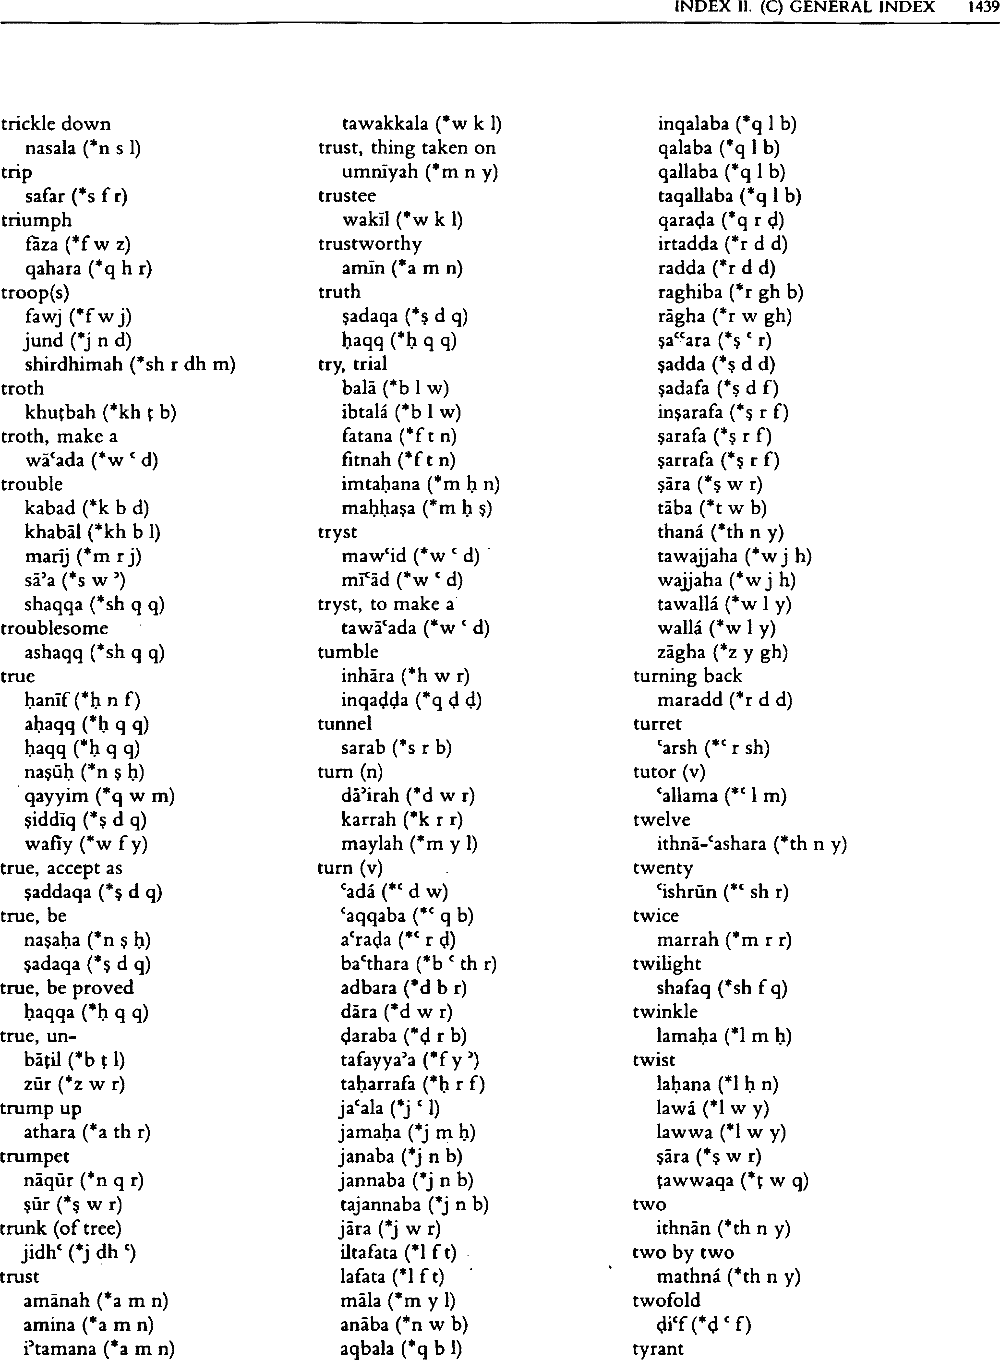 INDEX II. (C) GENERAL INDEX 1439
trickle down
nasala (*n s l)
trip
safar (*s f r)
triumph
fāza (*f w z)
qahara (*q h r)
troop(s)
fawj (*f w j)
jund (*j n d)
shirdhimah (*sh r dh m)
troth
khuṭbah (*kh ṭ b)
troth, make a
wāʿada (*w ʿ d)
trouble
kabad (*k b d)
khabāl (*kh b l)
marīj (*m r j)
sāʾa (*s w ʾ)
shaqqa (*sh q q)
troublesome
ashaqq (*sh q q)
true
ḥanīf (*ḥ n f)
aḥaqq (*ḥ q q)
ḥaqq (*ḥ q q)
naṣūḥ (*n ṣ ḥ)
qayyim (*q w m)
ṣiddīq (*ṣ d q)
wafīy (*w f y)
true, accept as
ṣaddaqa (*ṣ d q)
true, be
naṣaḥa (*n ṣ ḥ)
ṣadaqa (*ṣ d q)
true, be proved
ḥaqqa (*ḥ q q)
true, un-
bāṭil (*b ṭ l)
zūr (*z w r)
trump up
athara (*a th r)
trumpet
nāqūr (*n q r)
ṣūr (*ṣ w r)
trunk (of tree)
jidhʿ (*j dh ʿ)
trust
amānah (*a m n)
amina (*a m n)
iʾtamana (*a m n)
tawakkala (*w k l)
trust, thing taken on
umnīyah (*m n y)
trustee
wakīl (*w k l)
trustworthy
amīn (*a m n)
truth
ṣadaqa (*ṣ d q)
ḥaqq (*ḥ q q)
try, trial
balā (*b l w)
ibtalá (*b l w)
fatana (*f t n)
fitnah (*f t n)
imtaḥana (*m ḥ n)
maḥḥaṣa (*m ḥ ṣ)
tryst
mawʿid (*w ʿ d)
mīʿād (*w ʿ d)
tryst, to make a
tawāʿada (*w ʿ d)
tumble
inhāra (*h w r)
inqaḍḍa (*q ḍ ḍ)
tunnel
sarab (*s r b)
turn (n)
dāʾirah (*d w r)
karrah (*k r r)
maylah (*m y l)
turn (v)
ʿadá (*ʿ d w)
ʿaqqaba (*ʿ q b)
aʿraḍa (*ʿ r ḍ)
baʿthara (*b ʿ th r)
adbara (*d b r)
dāra (*d w r)
ḍaraba (*ḍ r b)
tafayyaʾa (*f y ʾ)
taḥarrafa (*ḥ r f)
jaʿala (*j ʿ l)
jamaḥa (*j m ḥ)
janaba (*j n b)
jannaba (*j n b)
tajannaba (*j n b)
jāra (*j w r)
iltafata (*l f t)
lafata (*l f t)
māla (*m y l)
anāba (*n w b)
aqbala (*q b l)
inqalaba (*q l b)
qalaba (*q l b)
qallaba (*q l b)
taqallaba (*q l b)
qaraḍa (*q r ḍ)
irtadda (*r d d)
radda (*r d d)
raghiba (*r gh b)
rāgha (*r w gh)
ṣaʿʿara (*ṣ ʿ r)
ṣadda (*ṣ d d)
ṣadafa (*ṣ d f)
inṣarafa (*ṣ r f)
ṣarafa (*ṣ r f)
ṣarrafa (*ṣ r f)
ṣāra (*ṣ w r)
tāba (*t w b)
thaná (*th n y)
tawajjaha (*w j h)
wajjaha (*w j h)
tawallá (*w l y)
wallá (*w l y)
zāgha (*z y gh)
turning back
maradd (*r d d)
turret
ʿarsh (*ʿ r sh)
tutor (v)
ʿallama (*ʿ l m)
twelve
ithnā-ʿashara (*th n y)
twenty
ʿishrūn (*ʿ sh r)
twice
marrah (*m r r)
twilight
shafaq (*sh f q)
twinkle
lamaḥa (*l m ḥ)
twist
laḥana (*l ḥ n)
lawá (*l w y)
lawwa (*l w y)
ṣāra (*ṣ w r)
ṭawwaqa (*ṭ w q)
two
ithnān (*th n y)
two by two
mathná (*th n y)
twofold
ḍiʿf (*ḍ ʿ f)
tyrant